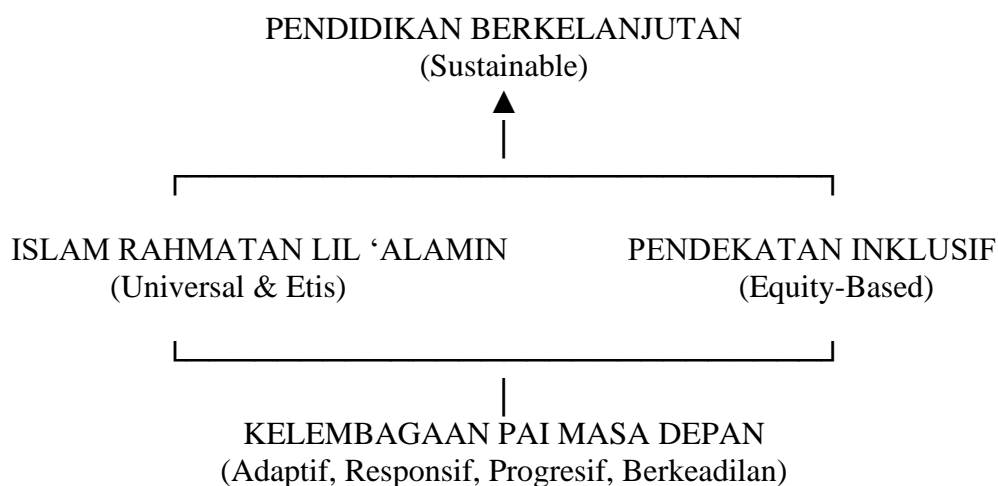 PENDIDIKAN BERKELANJUTAN
(Sustainable)
ISLAM RAHMATAN LIL ‘ALAMIN
(Universal & Etis)
PENDEKATAN INKLUSIF
(Equity-Based)
KELEMBAGAAN PAI MASA DEPAN
(Adaptif, Responsif, Progresif, Berkeadilan)